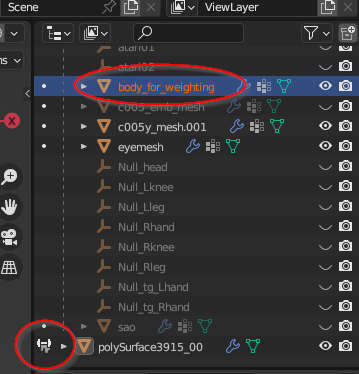 Scene
ViewLayer
ns
atari01
atari02
body_for_weighting
c005_emb_mesh
c005y_mesh.001
eyemesh
Null_head
Null_Lknee
Null_Lleg
Null_Rhand
Null_Rknee
Null_Rleg
Null_tg_Lhand
Null_tg_Rhand
sao
polySurface3915_00